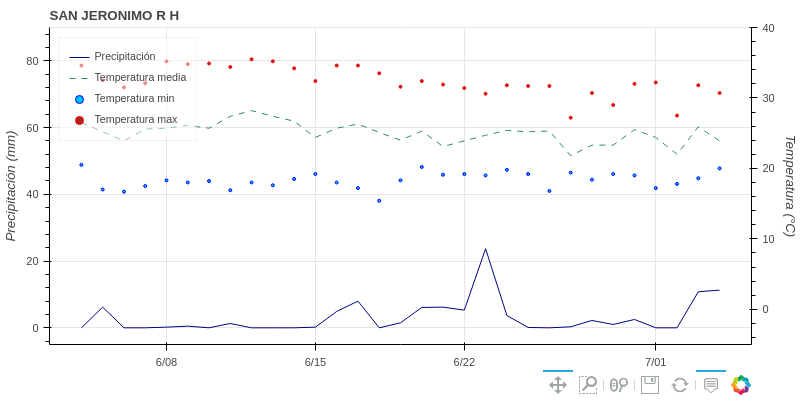 SAN JERONIMO R H
Precipitación
Temperatura media
Temperatura min
Temperatura max
Precipitación (mm)
80
60
40
20
0
40
30
20
10
0
Temperatura (°C)
6/08
6/15
6/22
7/01